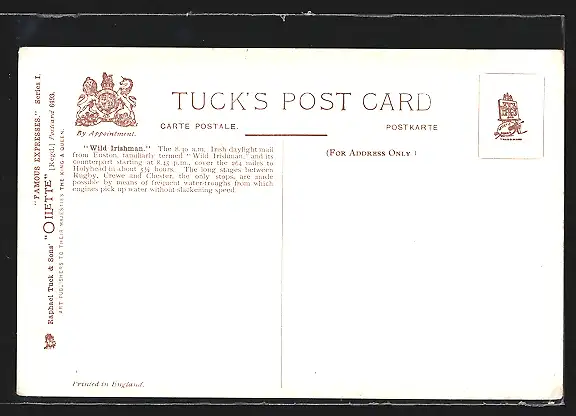 TUCK'S POST CARD
CARTE POSTALE.
POSTKARTE
By Appointment.
(FOR ADDRESS ONLY)
"Wild Irishman." The 8.30 a.m. Irish daylight mail
from Euston, familiarly termed "Wild Irishman," and its
counterpart starting at 8.45 p.m., cover the 264 miles to
Holyhead in about 5½ hours. The long stages between
Rugby, Crewe and Chester, the only stops, are made
possible by means of frequent water-troughs from which
engines pick up water without slackening speed
"FAMOUS EXPRESSES." Series I.
Raphael Tuck & Sons' "OILETTE" [Regd.] Postcard 6493.
ART PUBLISHERS TO THEIR MAJESTIES THE KING & QUEEN.
Printed in England.